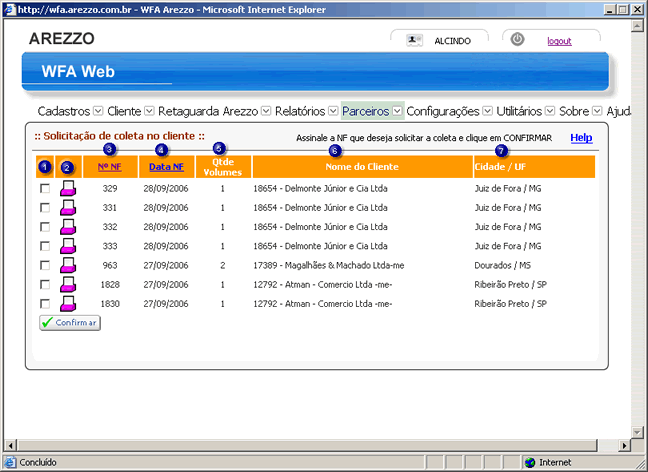 http://wfa.arezzo.com.br - WFA Arezzo - Microsoft Internet Explorer
AREZZO
ALCINDO
logout
WFA Web
Cadastros Cliente Retaguarda Arezzo Relatórios Parceiros Configurações Utilitários Sobre Ajud
:: Solicitação de coleta no cliente ::
Assinale a NF que deseja solicitar a coleta e clique em CONFIRMAR
Help
1 2 3 4 5 6 7
Nº NF Data NF Qtde Volumes Nome do Cliente Cidade / UF
329 28/09/2006 1 18654 - Delmonte Júnior e Cia Ltda Juiz de Fora / MG
331 28/09/2006 1 18654 - Delmonte Júnior e Cia Ltda Juiz de Fora / MG
332 28/09/2006 1 18654 - Delmonte Júnior e Cia Ltda Juiz de Fora / MG
333 28/09/2006 1 18654 - Delmonte Júnior e Cia Ltda Juiz de Fora / MG
963 27/09/2006 2 17389 - Magalhães & Machado Ltda-me Dourados / MS
1828 27/09/2006 1 12792 - Atman - Comercio Ltda -me- Ribeirão Preto / SP
1830 27/09/2006 1 12792 - Atman - Comercio Ltda -me- Ribeirão Preto / SP
Confirmar
Concluído
Internet